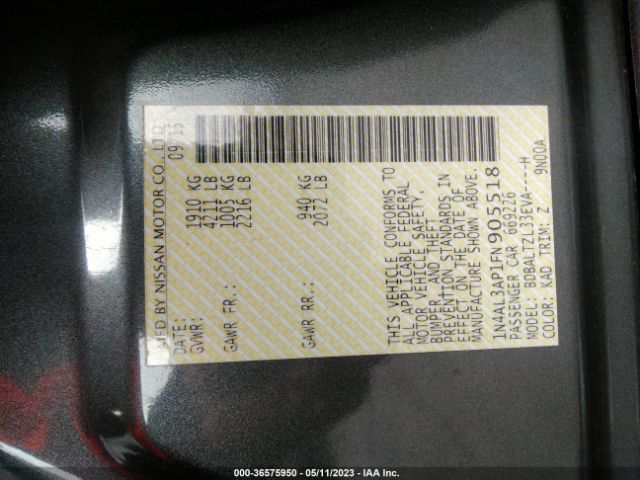 MFD BY NISSAN MOTOR CO., LTD.
DATE: 09/15
GVWR: 1910 KG
4211 LB
GAWR FR.: 1005 KG
2216 LB
GAWR RR.: 940 KG
2072 LB
THIS VEHICLE CONFORMS TO
ALL APPLICABLE FEDERAL
MOTOR VEHICLE SAFETY,
BUMPER, AND THEFT
PREVENTION STANDARDS IN
EFFECT ON THE DATE OF
MANUFACTURE SHOWN ABOVE.
1N4AL3AP1FN905518
PASSENGER CAR 669226
MODEL: BDBALTZL33EVA----H
COLOR: KAD TRIM: Z 9N00A
000-36575950 - 05/11/2023 - IAA Inc.